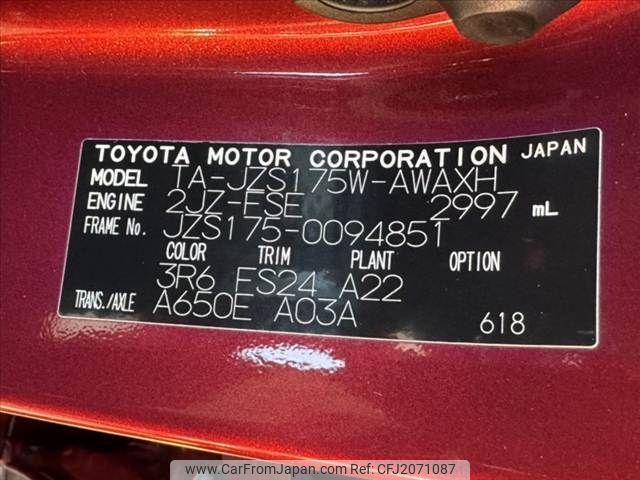 TOYOTA MOTOR CORPORATION JAPAN
MODEL TA-JZS175W-AWAXH
ENGINE 2JZ-FSE 2997 mL
FRAME No. JZS175-0094851
COLOR TRIM PLANT OPTION
3R6 FS24 A22
TRANS./AXLE A650E A03A
618
www.CarFromJapan.com | CFJ2071087